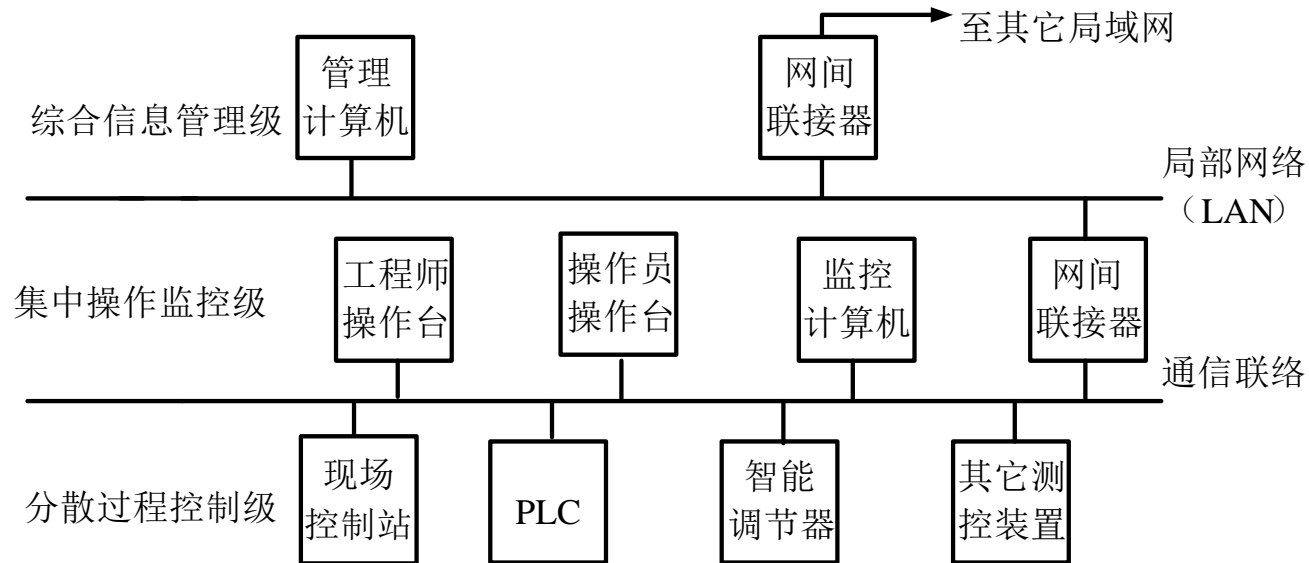 至其它局域网
管理
计算机
网间
联接器
综合信息管理级
局部网络
（LAN）
工程师
操作台
操作员
操作台
监控
计算机
网间
联接器
集中操作监控级
通信联络
现场
控制站
PLC
智能
调节器
其它测
控装置
分散过程控制级